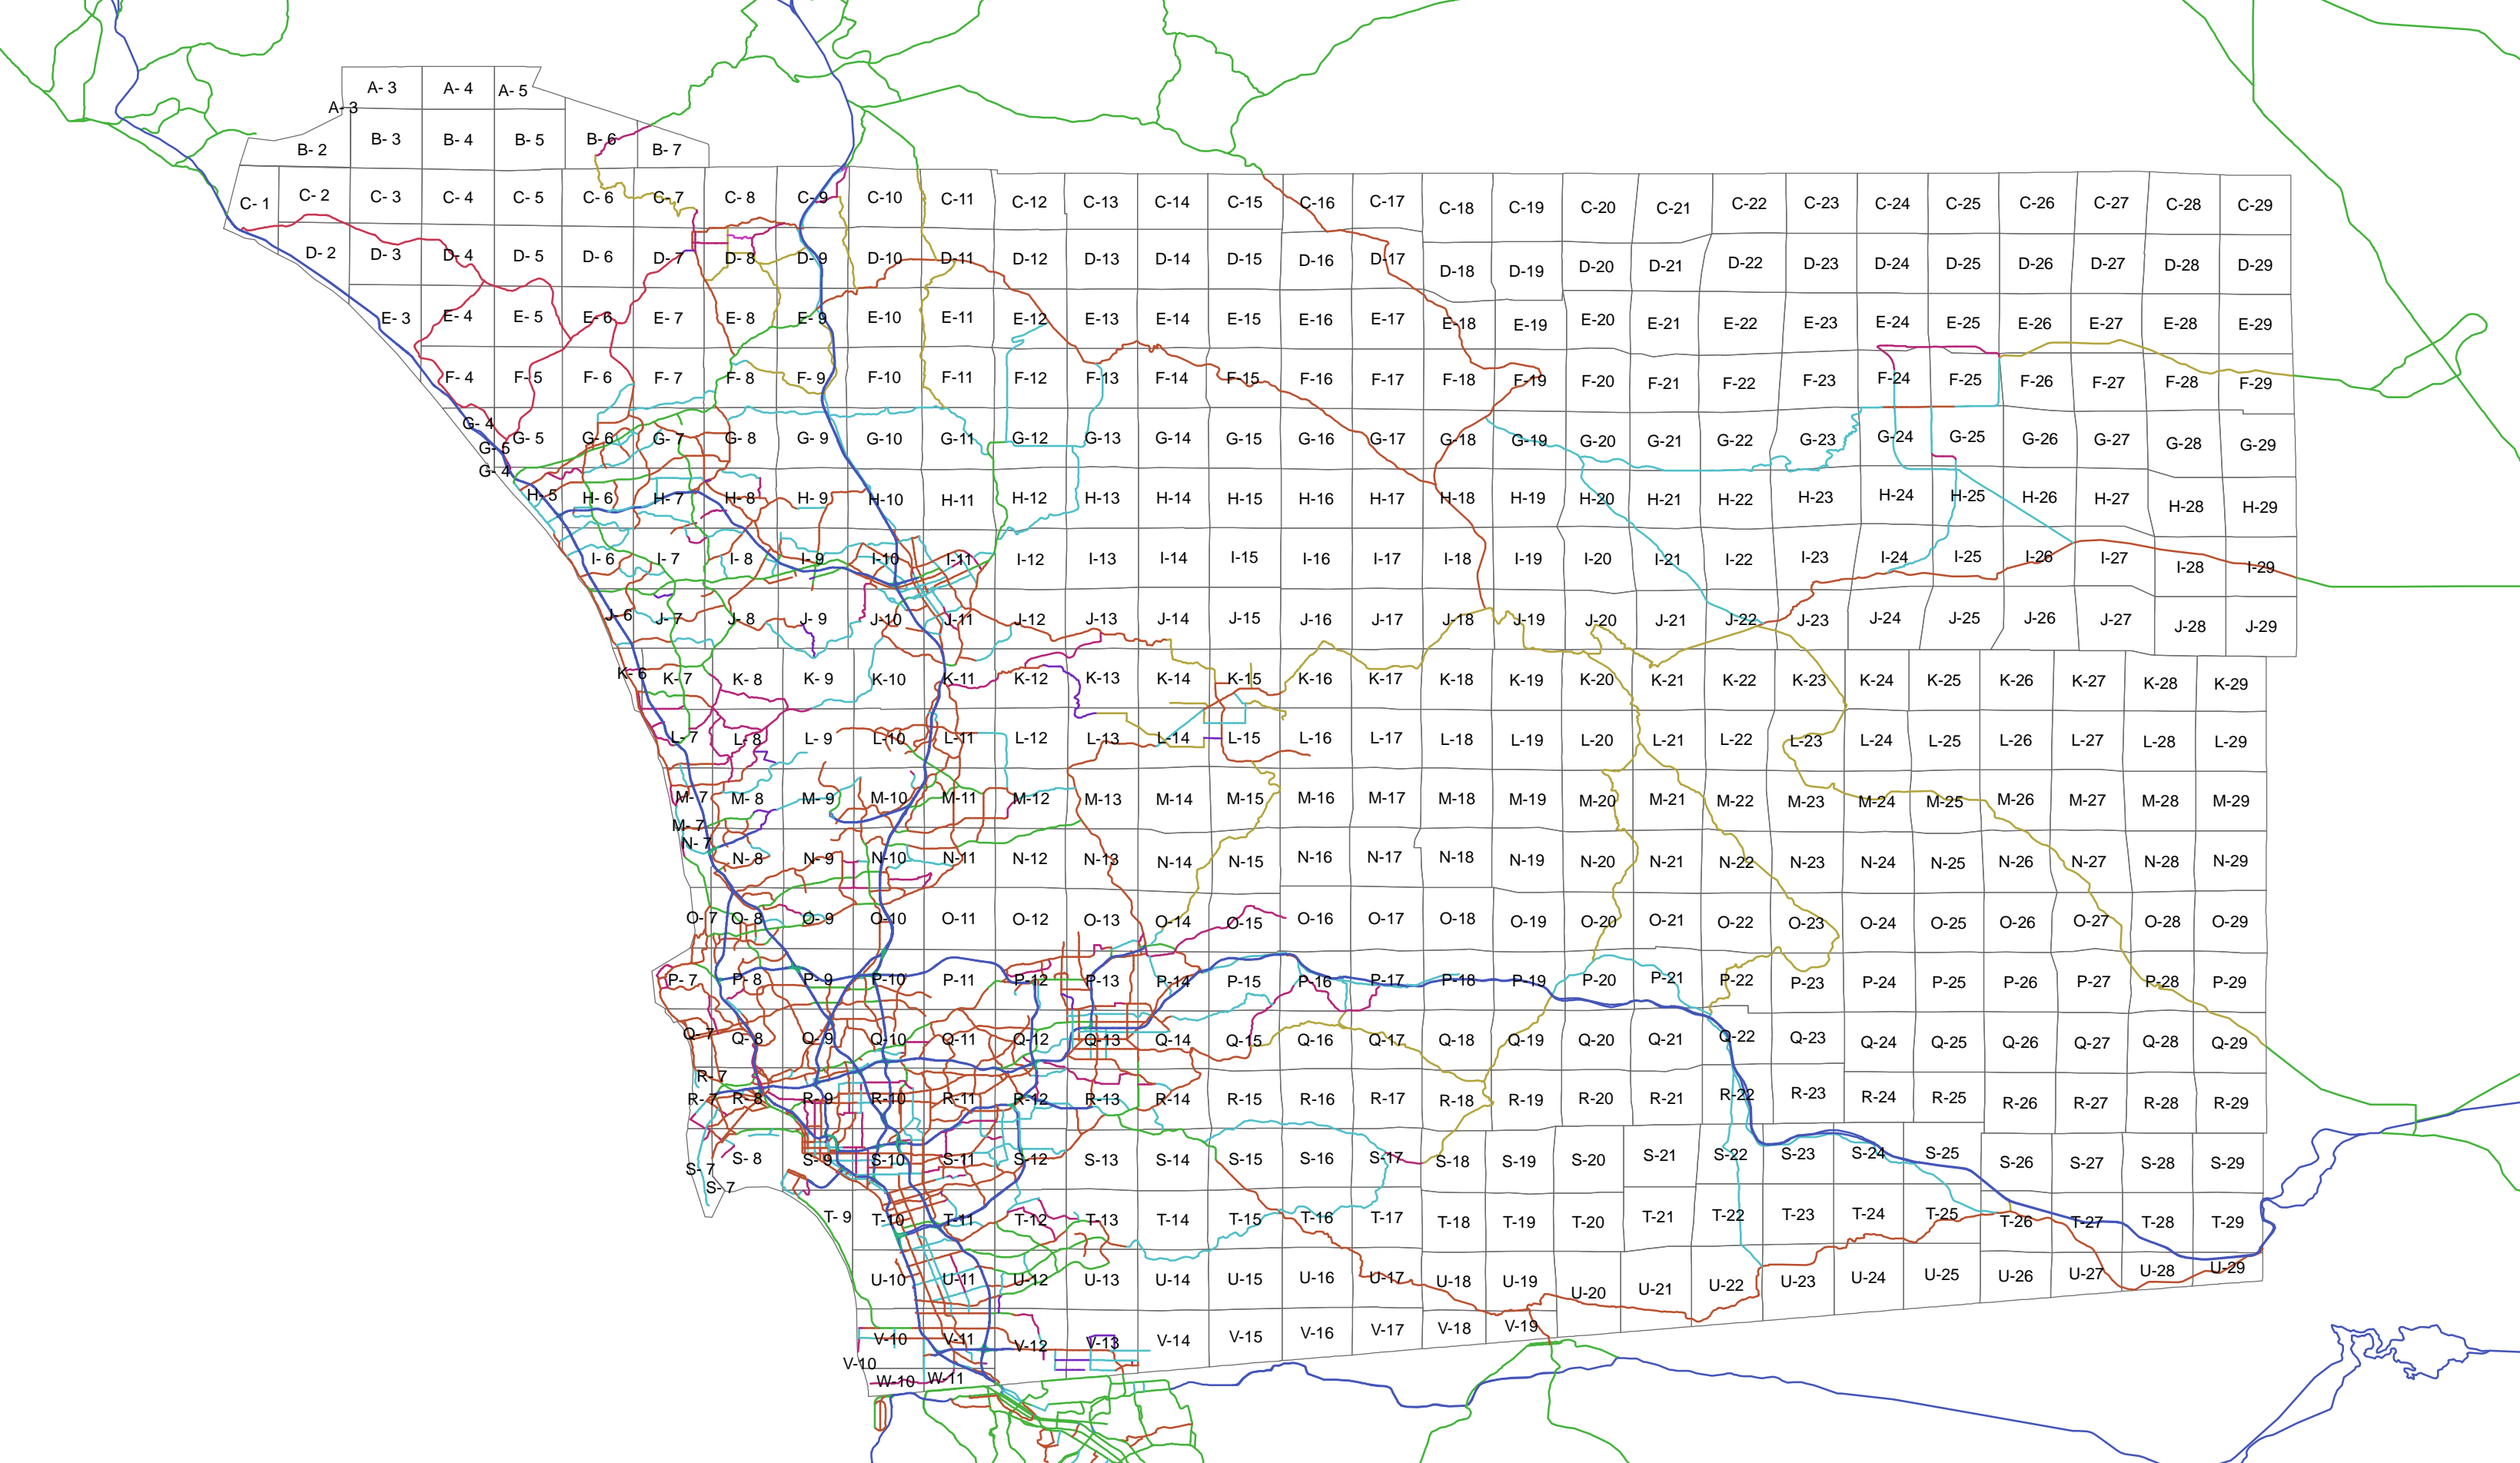 A- 3 A- 4 A- 5
A- 3
B- 2 B- 3 B- 4 B- 5 B- 6 B- 7
C- 1 C- 2 C- 3 C- 4 C- 5 C- 6 C- 7 C- 8 C- 9 C-10 C-11 C-12 C-13 C-14 C-15 C-16 C-17 C-18 C-19 C-20 C-21 C-22 C-23 C-24 C-25 C-26 C-27 C-28 C-29
D- 2 D- 3 D- 4 D- 5 D- 6 D- 7 D- 8 D- 9 D-10 D-11 D-12 D-13 D-14 D-15 D-16 D-17 D-18 D-19 D-20 D-21 D-22 D-23 D-24 D-25 D-26 D-27 D-28 D-29
E- 3 E- 4 E- 5 E- 6 E- 7 E- 8 E- 9 E-10 E-11 E-12 E-13 E-14 E-15 E-16 E-17 E-18 E-19 E-20 E-21 E-22 E-23 E-24 E-25 E-26 E-27 E-28 E-29
F- 4 F- 5 F- 6 F- 7 F- 8 F- 9 F-10 F-11 F-12 F-13 F-14 F-15 F-16 F-17 F-18 F-19 F-20 F-21 F-22 F-23 F-24 F-25 F-26 F-27 F-28 F-29
G- 4
G- 5 G- 6 G- 7 G- 8 G- 9 G-10 G-11 G-12 G-13 G-14 G-15 G-16 G-17 G-18 G-19 G-20 G-21 G-22 G-23 G-24 G-25 G-26 G-27 G-28 G-29
G- 5
G- 4
H- 5 H- 6 H- 7 H- 8 H- 9 H-10 H-11 H-12 H-13 H-14 H-15 H-16 H-17 H-18 H-19 H-20 H-21 H-22 H-23 H-24 H-25 H-26 H-27 H-28 H-29
I- 6 I- 7 I- 8 I- 9 I-10 I-11 I-12 I-13 I-14 I-15 I-16 I-17 I-18 I-19 I-20 I-21 I-22 I-23 I-24 I-25 I-26 I-27 I-28 I-29
J- 6 J- 7 J- 8 J- 9 J-10 J-11 J-12 J-13 J-14 J-15 J-16 J-17 J-18 J-19 J-20 J-21 J-22 J-23 J-24 J-25 J-26 J-27 J-28 J-29
K- 6 K- 7 K- 8 K- 9 K-10 K-11 K-12 K-13 K-14 K-15 K-16 K-17 K-18 K-19 K-20 K-21 K-22 K-23 K-24 K-25 K-26 K-27 K-28 K-29
L- 7 L- 8 L- 9 L-10 L-11 L-12 L-13 L-14 L-15 L-16 L-17 L-18 L-19 L-20 L-21 L-22 L-23 L-24 L-25 L-26 L-27 L-28 L-29
M- 7 M- 8 M- 9 M-10 M-11 M-12 M-13 M-14 M-15 M-16 M-17 M-18 M-19 M-20 M-21 M-22 M-23 M-24 M-25 M-26 M-27 M-28 M-29
M- 7
N- 7
N- 8 N- 9 N-10 N-11 N-12 N-13 N-14 N-15 N-16 N-17 N-18 N-19 N-20 N-21 N-22 N-23 N-24 N-25 N-26 N-27 N-28 N-29
O- 7 O- 8 O- 9 O-10 O-11 O-12 O-13 O-14 O-15 O-16 O-17 O-18 O-19 O-20 O-21 O-22 O-23 O-24 O-25 O-26 O-27 O-28 O-29
P- 7 P- 8 P- 9 P-10 P-11 P-12 P-13 P-14 P-15 P-16 P-17 P-18 P-19 P-20 P-21 P-22 P-23 P-24 P-25 P-26 P-27 P-28 P-29
Q- 7 Q- 8 Q- 9 Q-10 Q-11 Q-12 Q-13 Q-14 Q-15 Q-16 Q-17 Q-18 Q-19 Q-20 Q-21 Q-22 Q-23 Q-24 Q-25 Q-26 Q-27 Q-28 Q-29
R- 7
R- 7 R- 8 R- 9 R-10 R-11 R-12 R-13 R-14 R-15 R-16 R-17 R-18 R-19 R-20 R-21 R-22 R-23 R-24 R-25 R-26 R-27 R-28 R-29
S- 7 S- 8 S- 9 S-10 S-11 S-12 S-13 S-14 S-15 S-16 S-17 S-18 S-19 S-20 S-21 S-22 S-23 S-24 S-25 S-26 S-27 S-28 S-29
S- 7
T- 9 T-10 T-11 T-12 T-13 T-14 T-15 T-16 T-17 T-18 T-19 T-20 T-21 T-22 T-23 T-24 T-25 T-26 T-27 T-28 T-29
U-10 U-11 U-12 U-13 U-14 U-15 U-16 U-17 U-18 U-19 U-20 U-21 U-22 U-23 U-24 U-25 U-26 U-27 U-28 U-29
V-10 V-11 V-12 V-13 V-14 V-15 V-16 V-17 V-18 V-19
V-10
W-10 W-11